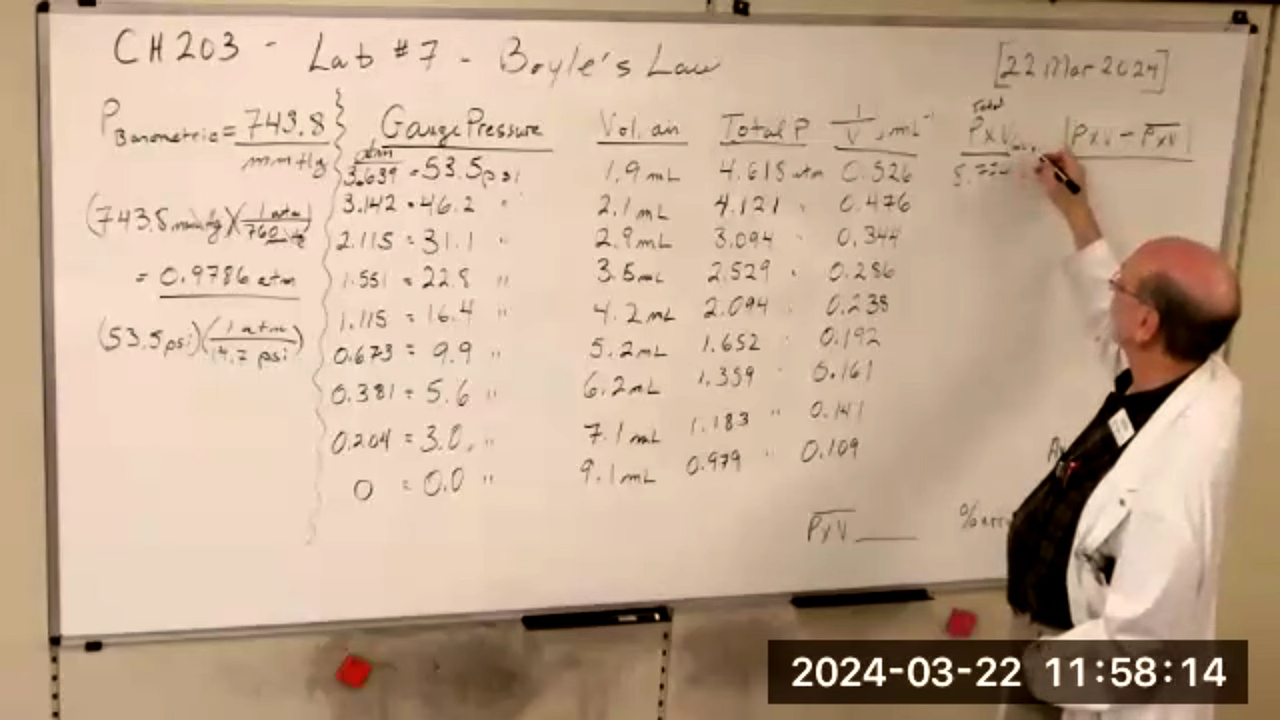 CH203 - Lab #7 - Boyle's Law [22 Mar 2024]
P Barometric = 743.8 mmHg
(743.8 mmHg)(1 atm / 760 mmHg)
= 0.9786 atm
(53.5 psi)(1 atm / 14.7 psi)
Gauge Pressure Vol. air Total P 1/V, mL⁻¹ Total PxV |PxV - P̅x̅V̅|
atm
3.639 = 53.5 psi 1.9 mL 4.618 atm 0.526
3.142 = 46.2 " 2.1 mL 4.121 " 0.476
2.115 = 31.1 " 2.9 mL 3.094 " 0.344
1.551 = 22.8 " 3.5 mL 2.529 " 0.286
1.115 = 16.4 " 4.2 mL 2.094 " 0.238
0.673 = 9.9 " 5.2 mL 1.652 " 0.192
0.381 = 5.6 " 6.2 mL 1.359 " 0.161
0.204 = 3.0 " 7.1 mL 1.183 " 0.141
0 = 0.0 " 9.1 mL 0.979 " 0.109
P̅x̅V̅ ____
2024-03-22 11:58:14